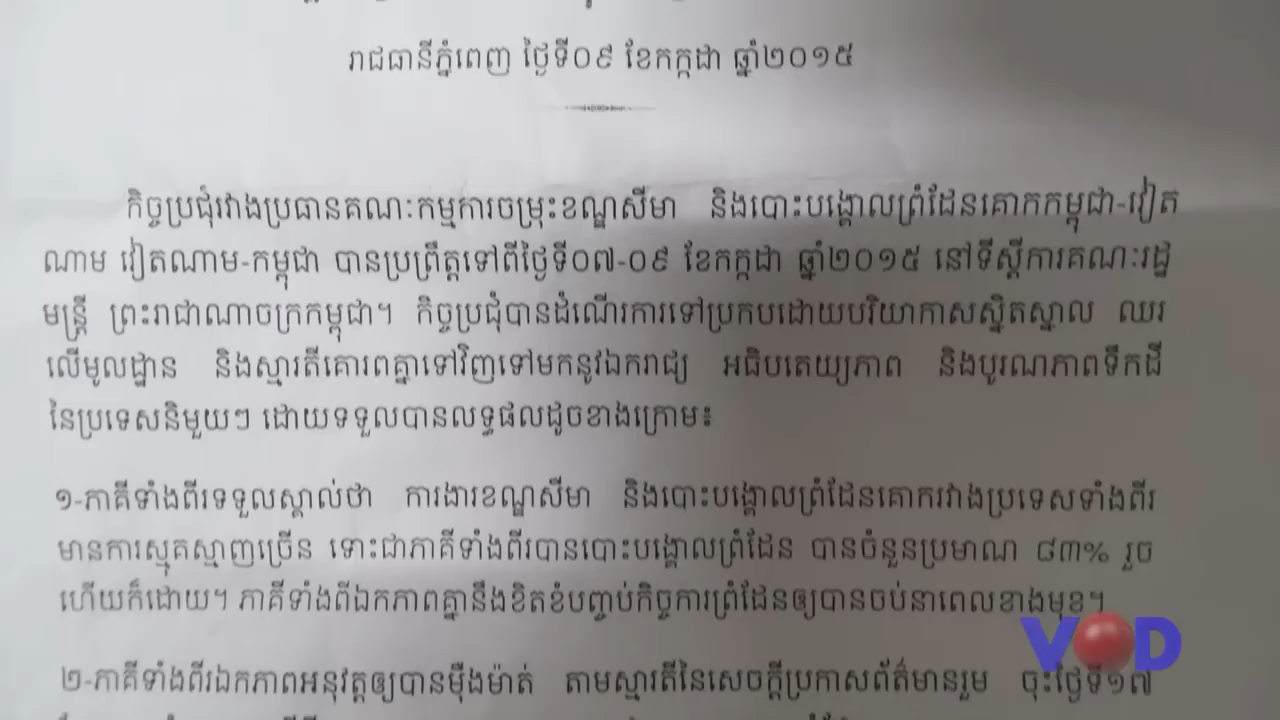 រាជធានីភ្នំពេញ ថ្ងៃទី០៩ ខែកក្កដា ឆ្នាំ២០១៥
កិច្ចប្រជុំរវាងប្រធានគណៈកម្មការចម្រុះខណ្ឌសីមា និងបោះបង្គោលព្រំដែនគោកកម្ពុជា-វៀត
ណាម វៀតណាម-កម្ពុជា បានប្រព្រឹត្តទៅពីថ្ងៃទី០៧-០៩ ខែកក្កដា ឆ្នាំ២០១៥ នៅទីស្តីការគណៈរដ្ឋ
មន្ត្រី ព្រះរាជាណាចក្រកម្ពុជា។ កិច្ចប្រជុំបានដំណើរការទៅប្រកបដោយបរិយាកាសស្និតស្នាល ឈរ
លើមូលដ្ឋាន និងស្មារតីគោរពគ្នាទៅវិញទៅមកនូវឯករាជ្យ អធិបតេយ្យភាព និងបូរណភាពទឹកដី
នៃប្រទេសនិមួយៗ ដោយទទួលបានលទ្ធផលដូចខាងក្រោម៖
១-ភាគីទាំងពីរទទួលស្គាល់ថា ការងារខណ្ឌសីមា និងបោះបង្គោលព្រំដែនគោករវាងប្រទេសទាំងពីរ
មានការស្មុគស្មាញច្រើន ទោះជាភាគីទាំងពីរបានបោះបង្គោលព្រំដែន បានចំនួនប្រមាណ ៨៣% រួច
ហើយក៏ដោយ។ ភាគីទាំងពីឯកភាពគ្នានឹងខិតខំបញ្ចប់កិច្ចការព្រំដែនឲ្យបានចប់នាពេលខាងមុខ។
២-ភាគីទាំងពីរឯកភាពអនុវត្តឲ្យបានម៉ឺងម៉ាត់ តាមស្មារតីនៃសេចក្តីប្រកាសព័ត៌មានរួម ចុះថ្ងៃទី១៧
VOD